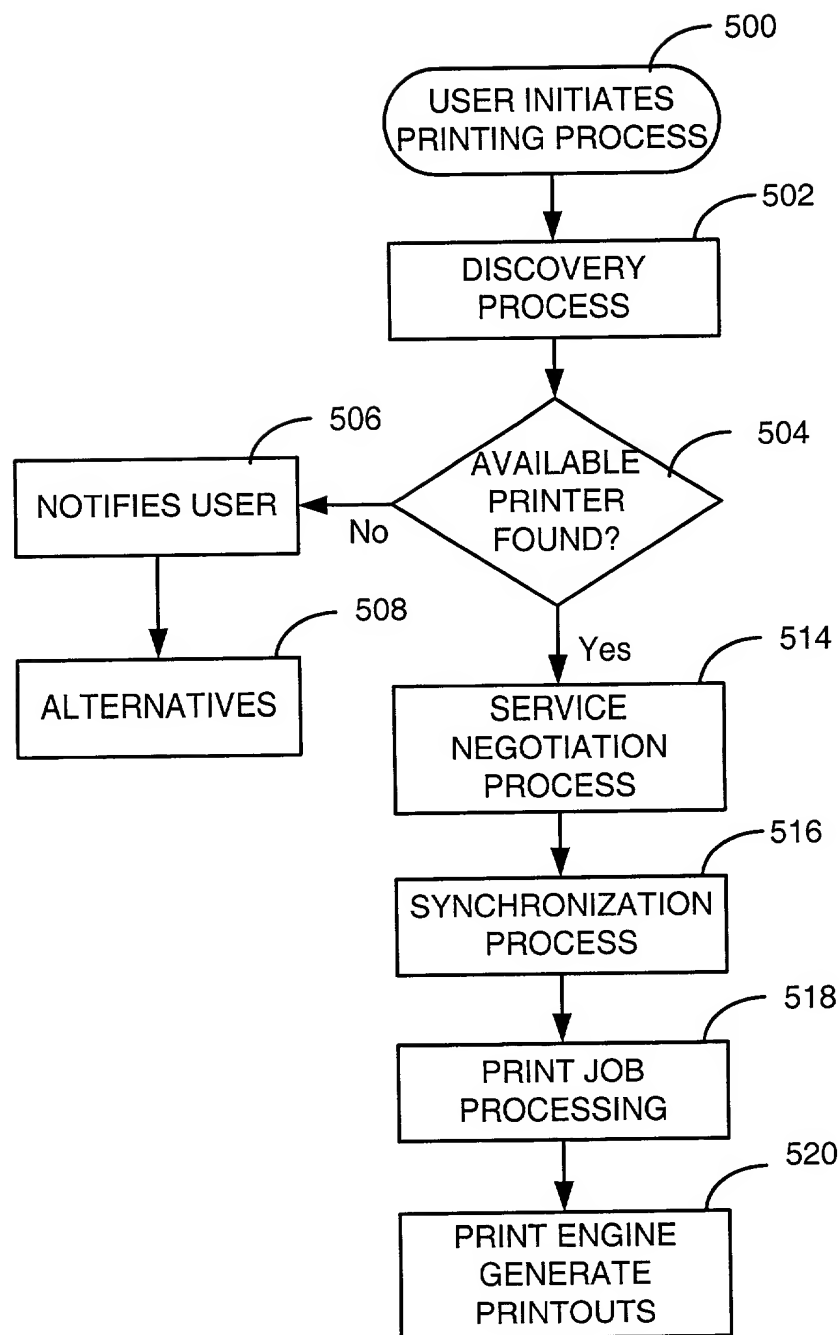 500
USER INITIATES
PRINTING PROCESS
502
DISCOVERY
PROCESS
504
AVAILABLE
PRINTER
FOUND?
506
NOTIFIES USER
No
508
ALTERNATIVES
Yes
514
SERVICE
NEGOTIATION
PROCESS
516
SYNCHRONIZATION
PROCESS
518
PRINT JOB
PROCESSING
520
PRINT ENGINE
GENERATE
PRINTOUTS